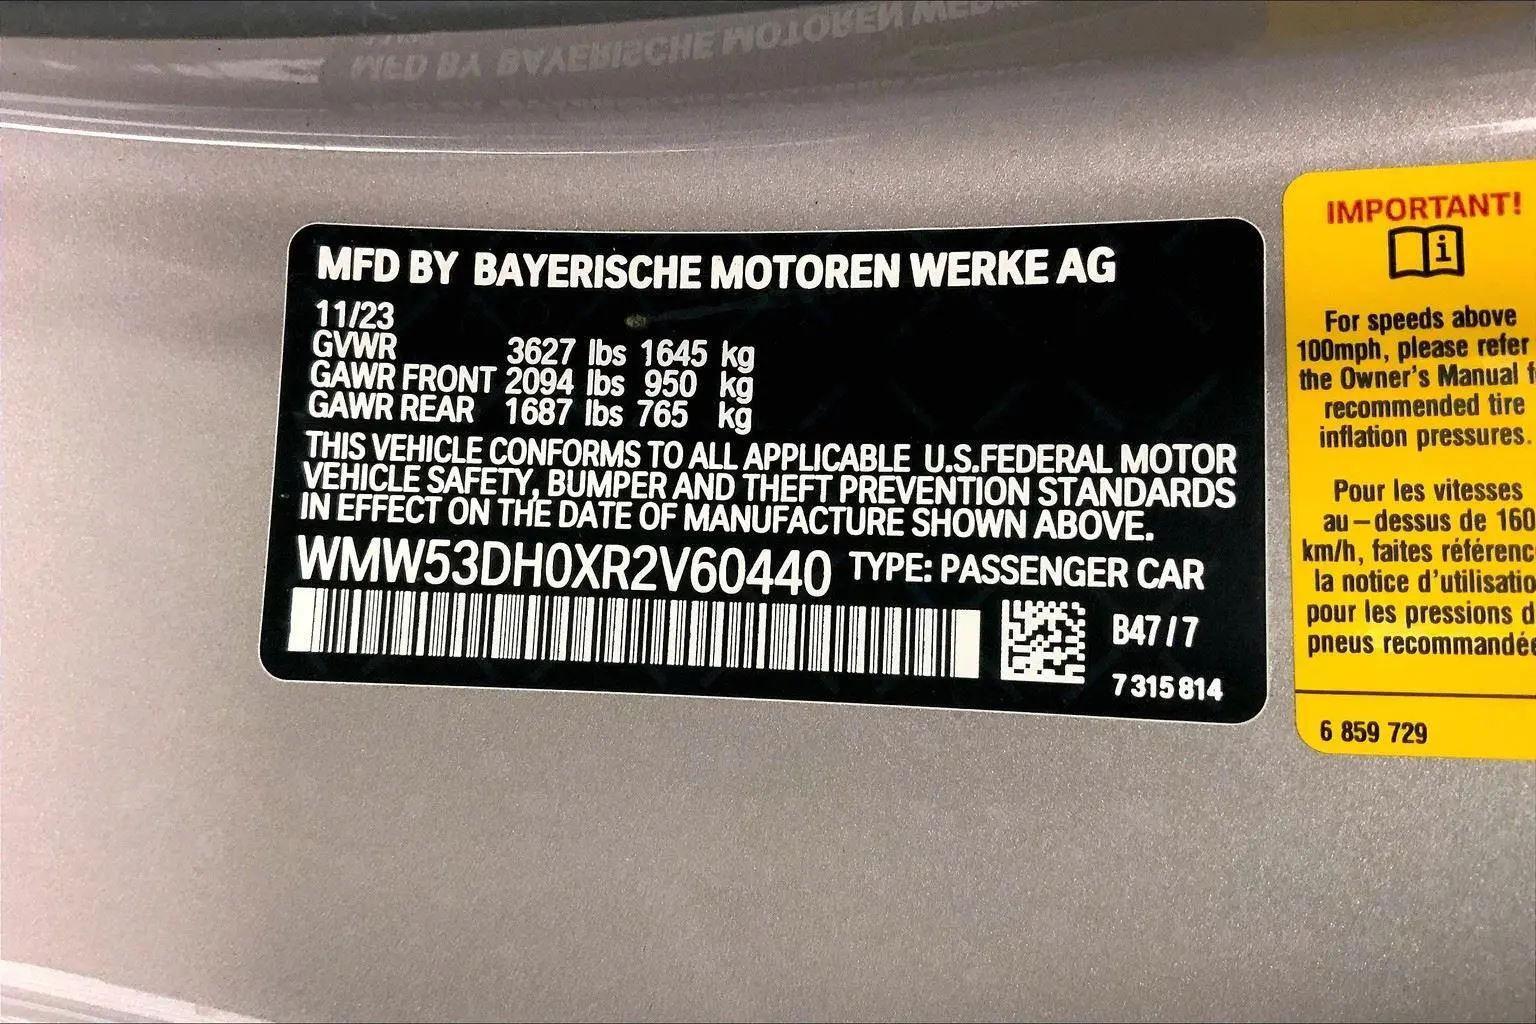 MFD BY BAYERISCHE MOTOREN WERKE AG
11/23
GVWR 3627 lbs 1645 kg
GAWR FRONT 2094 lbs 950 kg
GAWR REAR 1687 lbs 765 kg
THIS VEHICLE CONFORMS TO ALL APPLICABLE U.S.FEDERAL MOTOR
VEHICLE SAFETY, BUMPER AND THEFT PREVENTION STANDARDS
IN EFFECT ON THE DATE OF MANUFACTURE SHOWN ABOVE.
WMW53DH0XR2V60440 TYPE: PASSENGER CAR
B47/7
7 315 814
IMPORTANT!
For speeds above
100mph, please refer
the Owner's Manual
recommended tire
inflation pressures.
Pour les vitesses
au-dessus de 160
km/h, faites
la notice
pour les pressions
pneus
6 859 729